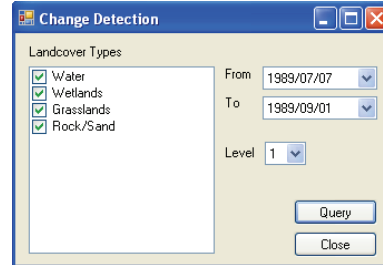 Change Detection
Landcover Types
Water
Wetlands
Grasslands
Rock/Sand
From 1989/07/07
To 1989/09/01
Level 1
Query
Close